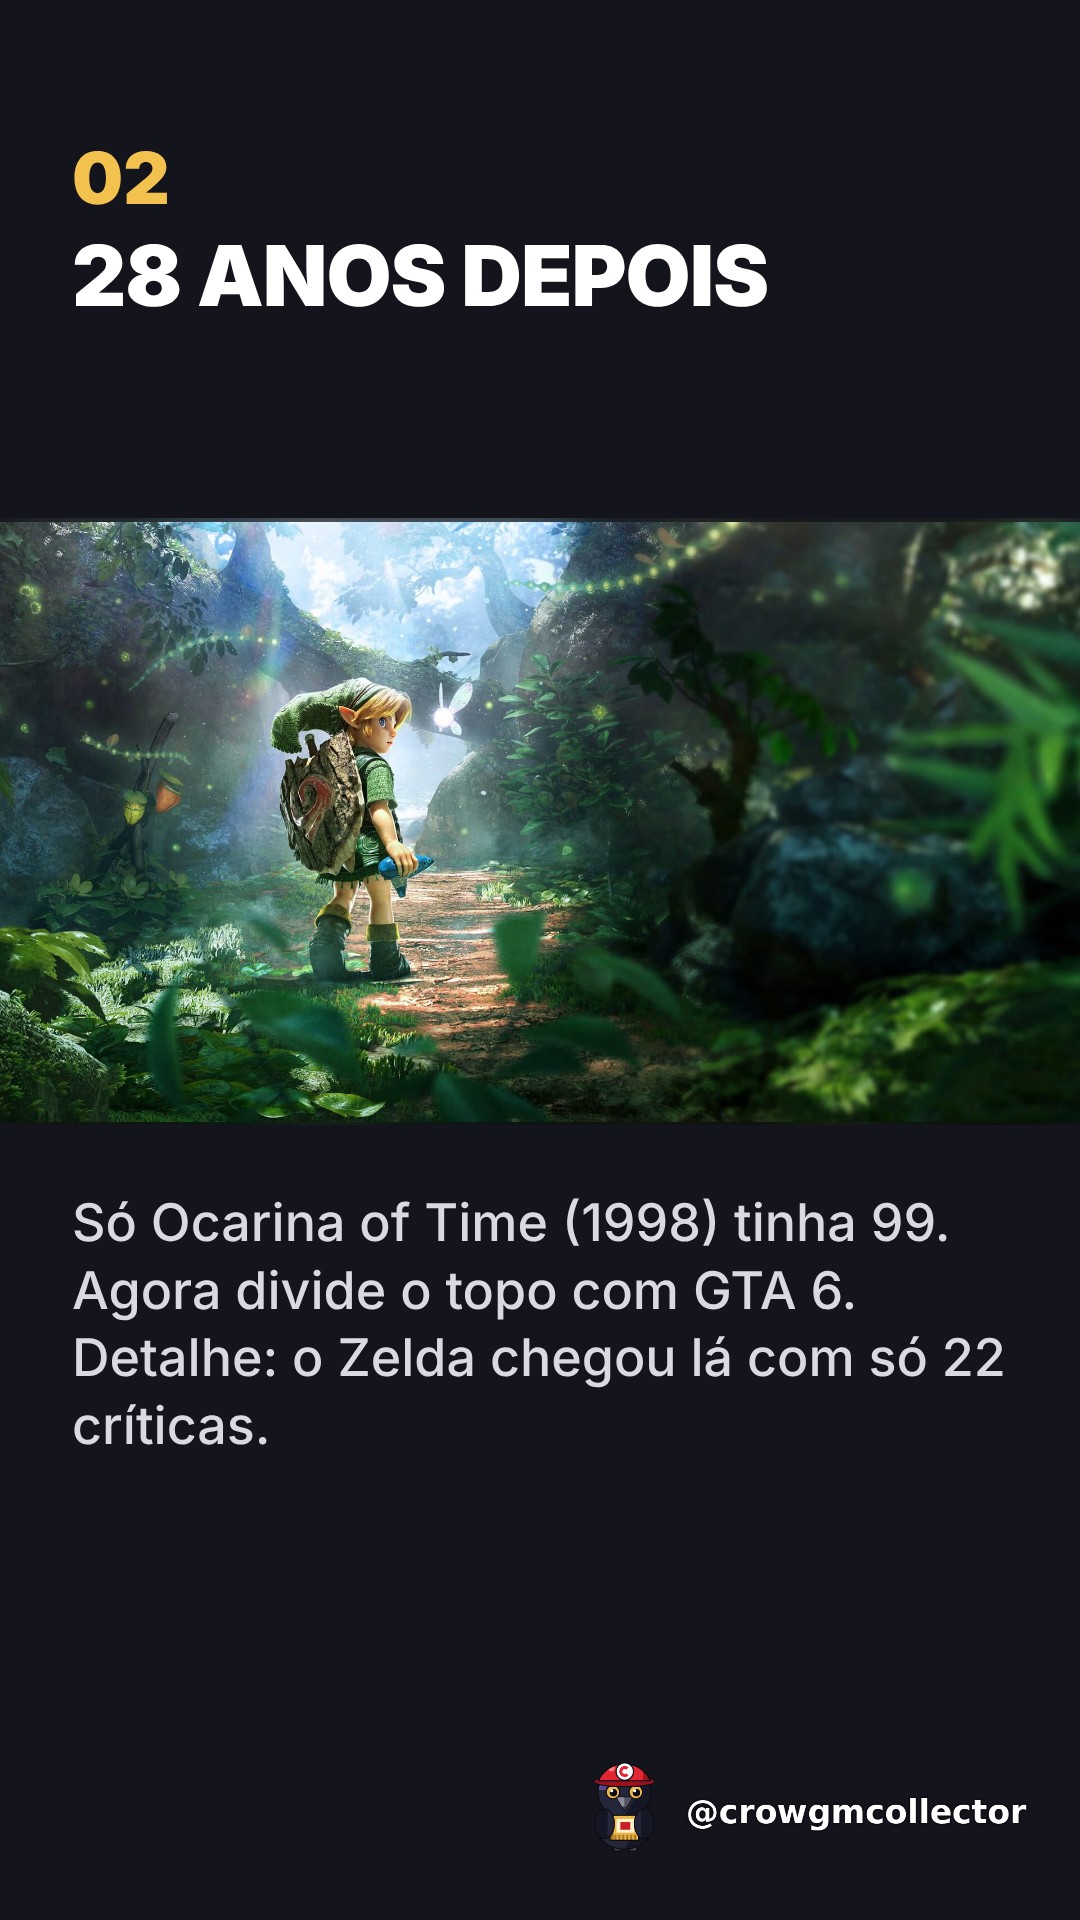 02
28 ANOS DEPOIS
Só Ocarina of Time (1998) tinha 99.
Agora divide o topo com GTA 6.
Detalhe: o Zelda chegou lá com só 22
críticas.
C
@crowgmcollector